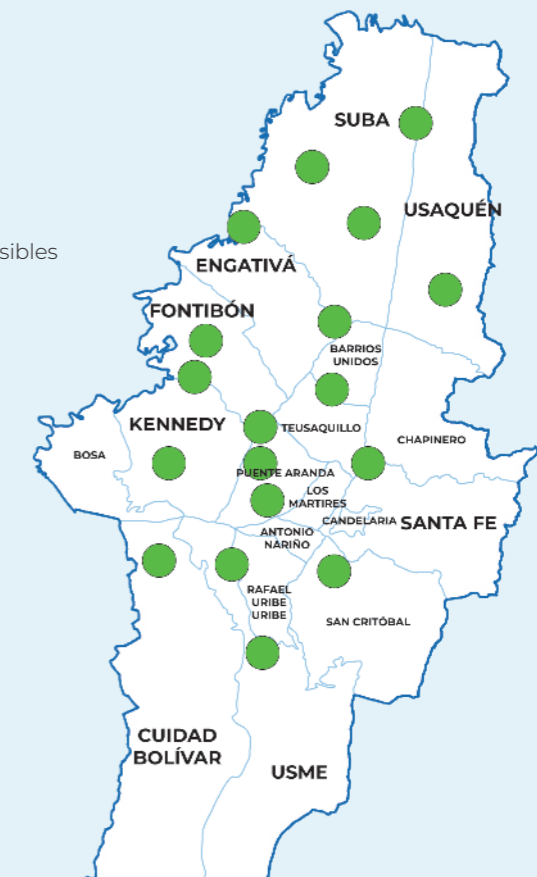 SUBA
USAQUÉN
sibles
ENGATIVÁ
FONTIBÓN
BARRIOS
UNIDOS
KENNEDY
TEUSAQUILLO
CHAPINERO
BOSA
PUENTE ARANDA
LOS
MARTIRES
CANDELARIA
SANTA FE
ANTONIO
NARIÑO
RAFAEL
URIBE
URIBE
SAN CRITÓBAL
CUIDAD
BOLÍVAR
USME